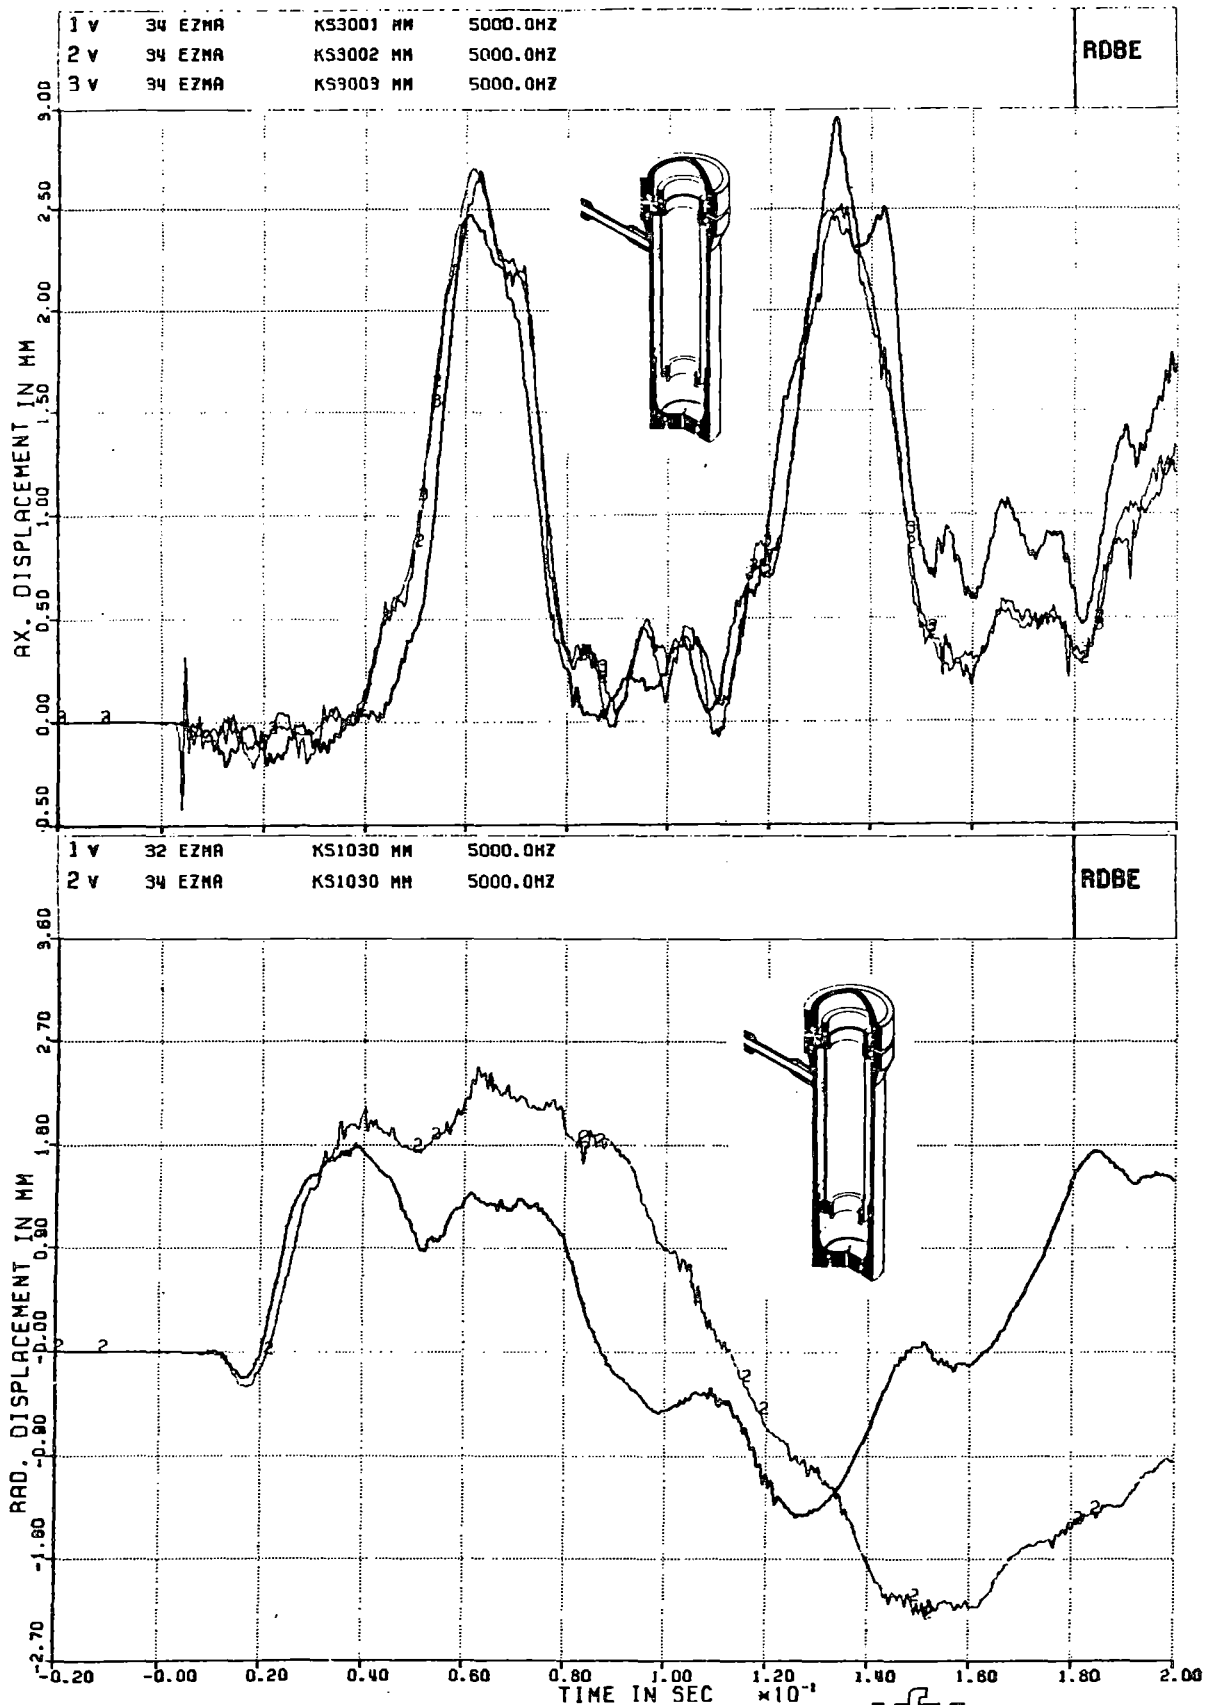 1 V 34 EZMA KS3001 MM 5000.0HZ
2 V 34 EZMA KS3002 MM 5000.0HZ
3 V 34 EZMA KS3003 MM 5000.0HZ
RDBE
AX. DISPLACEMENT IN MM
3.00
2.50
2.00
1.50
1.00
0.50
0.00
-0.50
1 V 32 EZMA KS1030 MM 5000.0HZ
2 V 34 EZMA KS1030 MM 5000.0HZ
RDBE
RAD. DISPLACEMENT IN MM
3.60
2.70
1.80
0.90
-0.00
-0.90
-1.80
-2.70
-0.20 -0.00 0.20 0.40 0.60 0.80 1.00 1.20 1.40 1.60 1.80 2.00
TIME IN SEC *10⁻¹